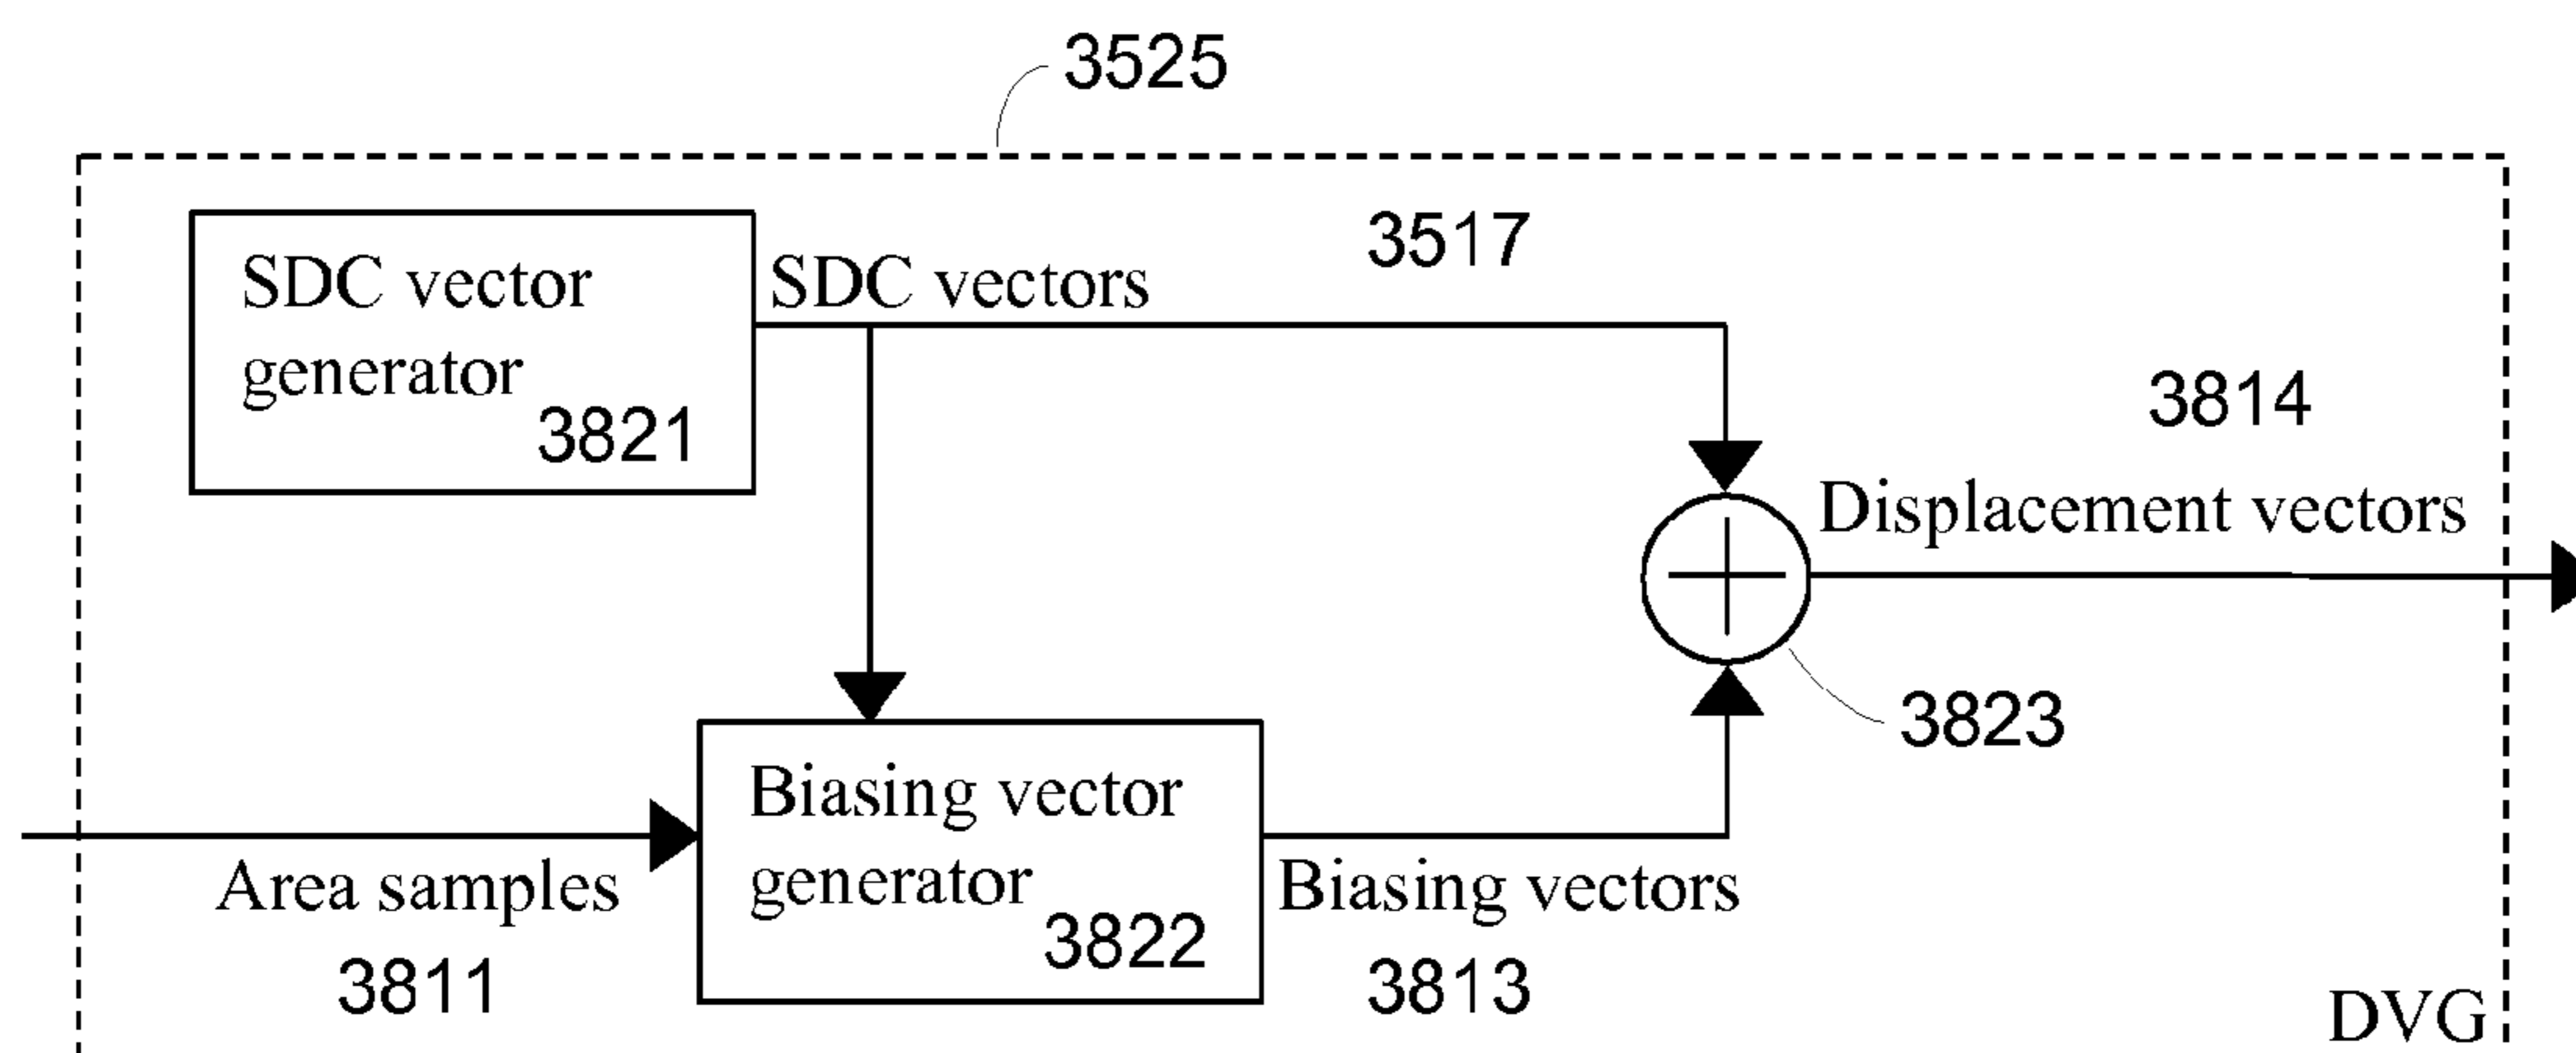 3525
3517
SDC vector
generator
3821
SDC vectors
3814
Displacement vectors
3823
Biasing vector
generator
3822
Area samples
3811
Biasing vectors
3813
DVG